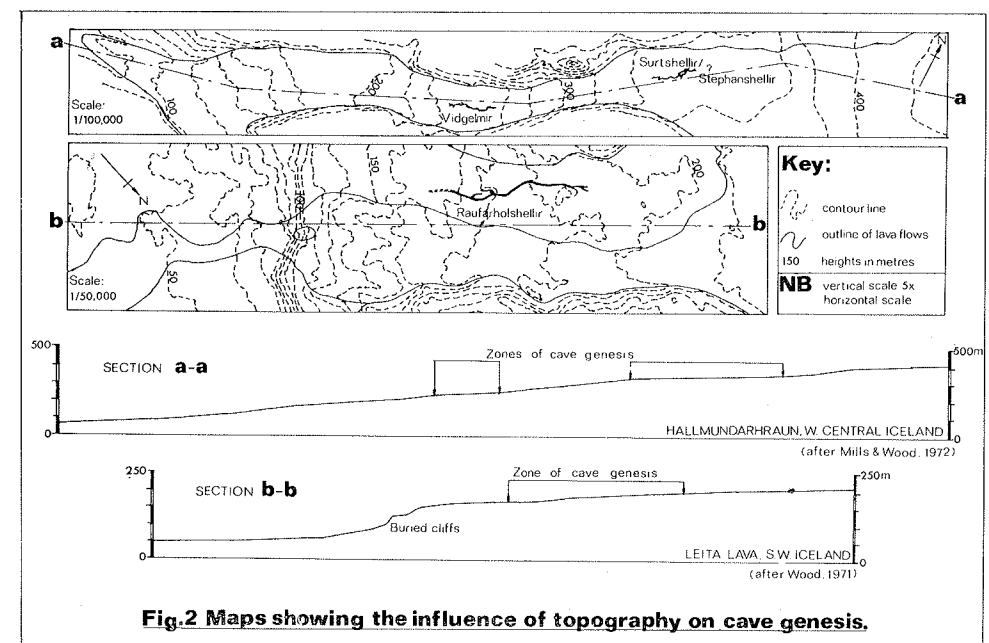 a
Surtshellir/
Stephanshellir
N
Scale:
1/100,000
100
200
Vidgelmir
300
400
a
Key:
contour line
outline of lava flows
150 heights in metres
NB vertical scale 5x
horizontal scale
N
150
200
b
Raufarholshellir
b
50
Scale:
1/50,000
500
Zones of cave genesis
500m
SECTION a-a
0
HALLMUNDARHRAUN, W. CENTRAL ICELAND
0
(after Mills & Wood. 1972)
250
Zone of cave genesis
250m
SECTION b-b
Buried cliffs
0
LEITA LAVA, S.W. ICELAND
0
(after Wood. 1971)
Fig.2 Maps showing the influence of topography on cave genesis.